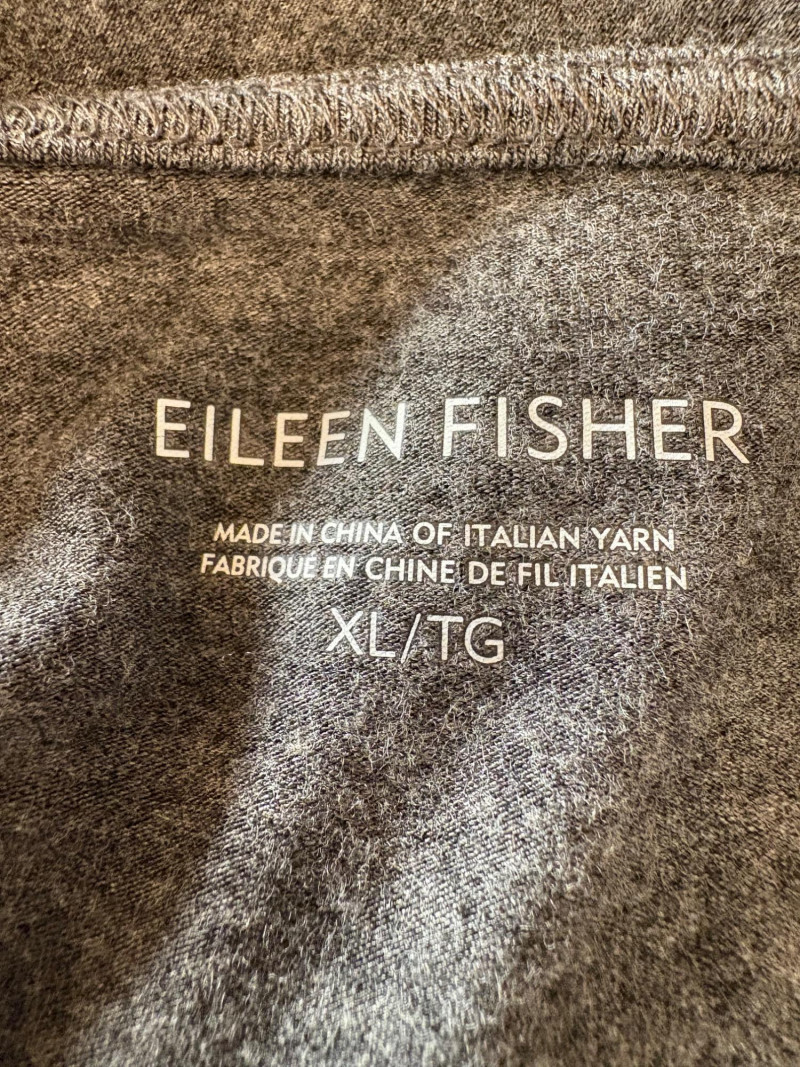 EILEEN FISHER
MADE IN CHINA OF ITALIAN YARN
FABRIQUE EN CHINE DE FIL ITALIEN
XL/TG